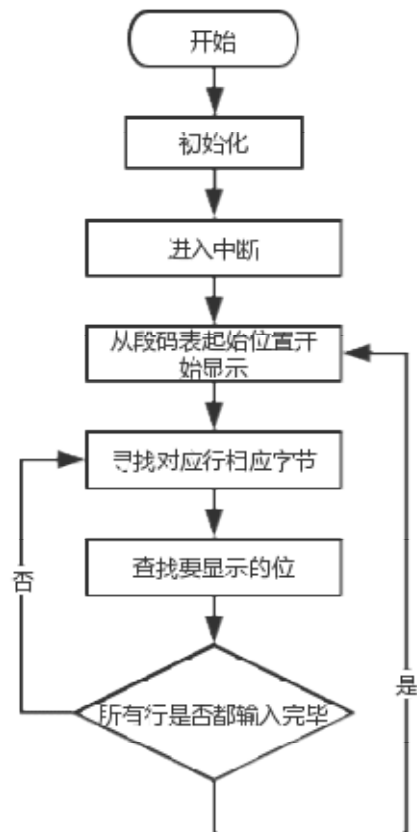 开始
初始化
进入中断
从段码表起始位置开
始显示
寻找对应行相应字节
查找要显示的位
否
所有行是否都输入完毕
是